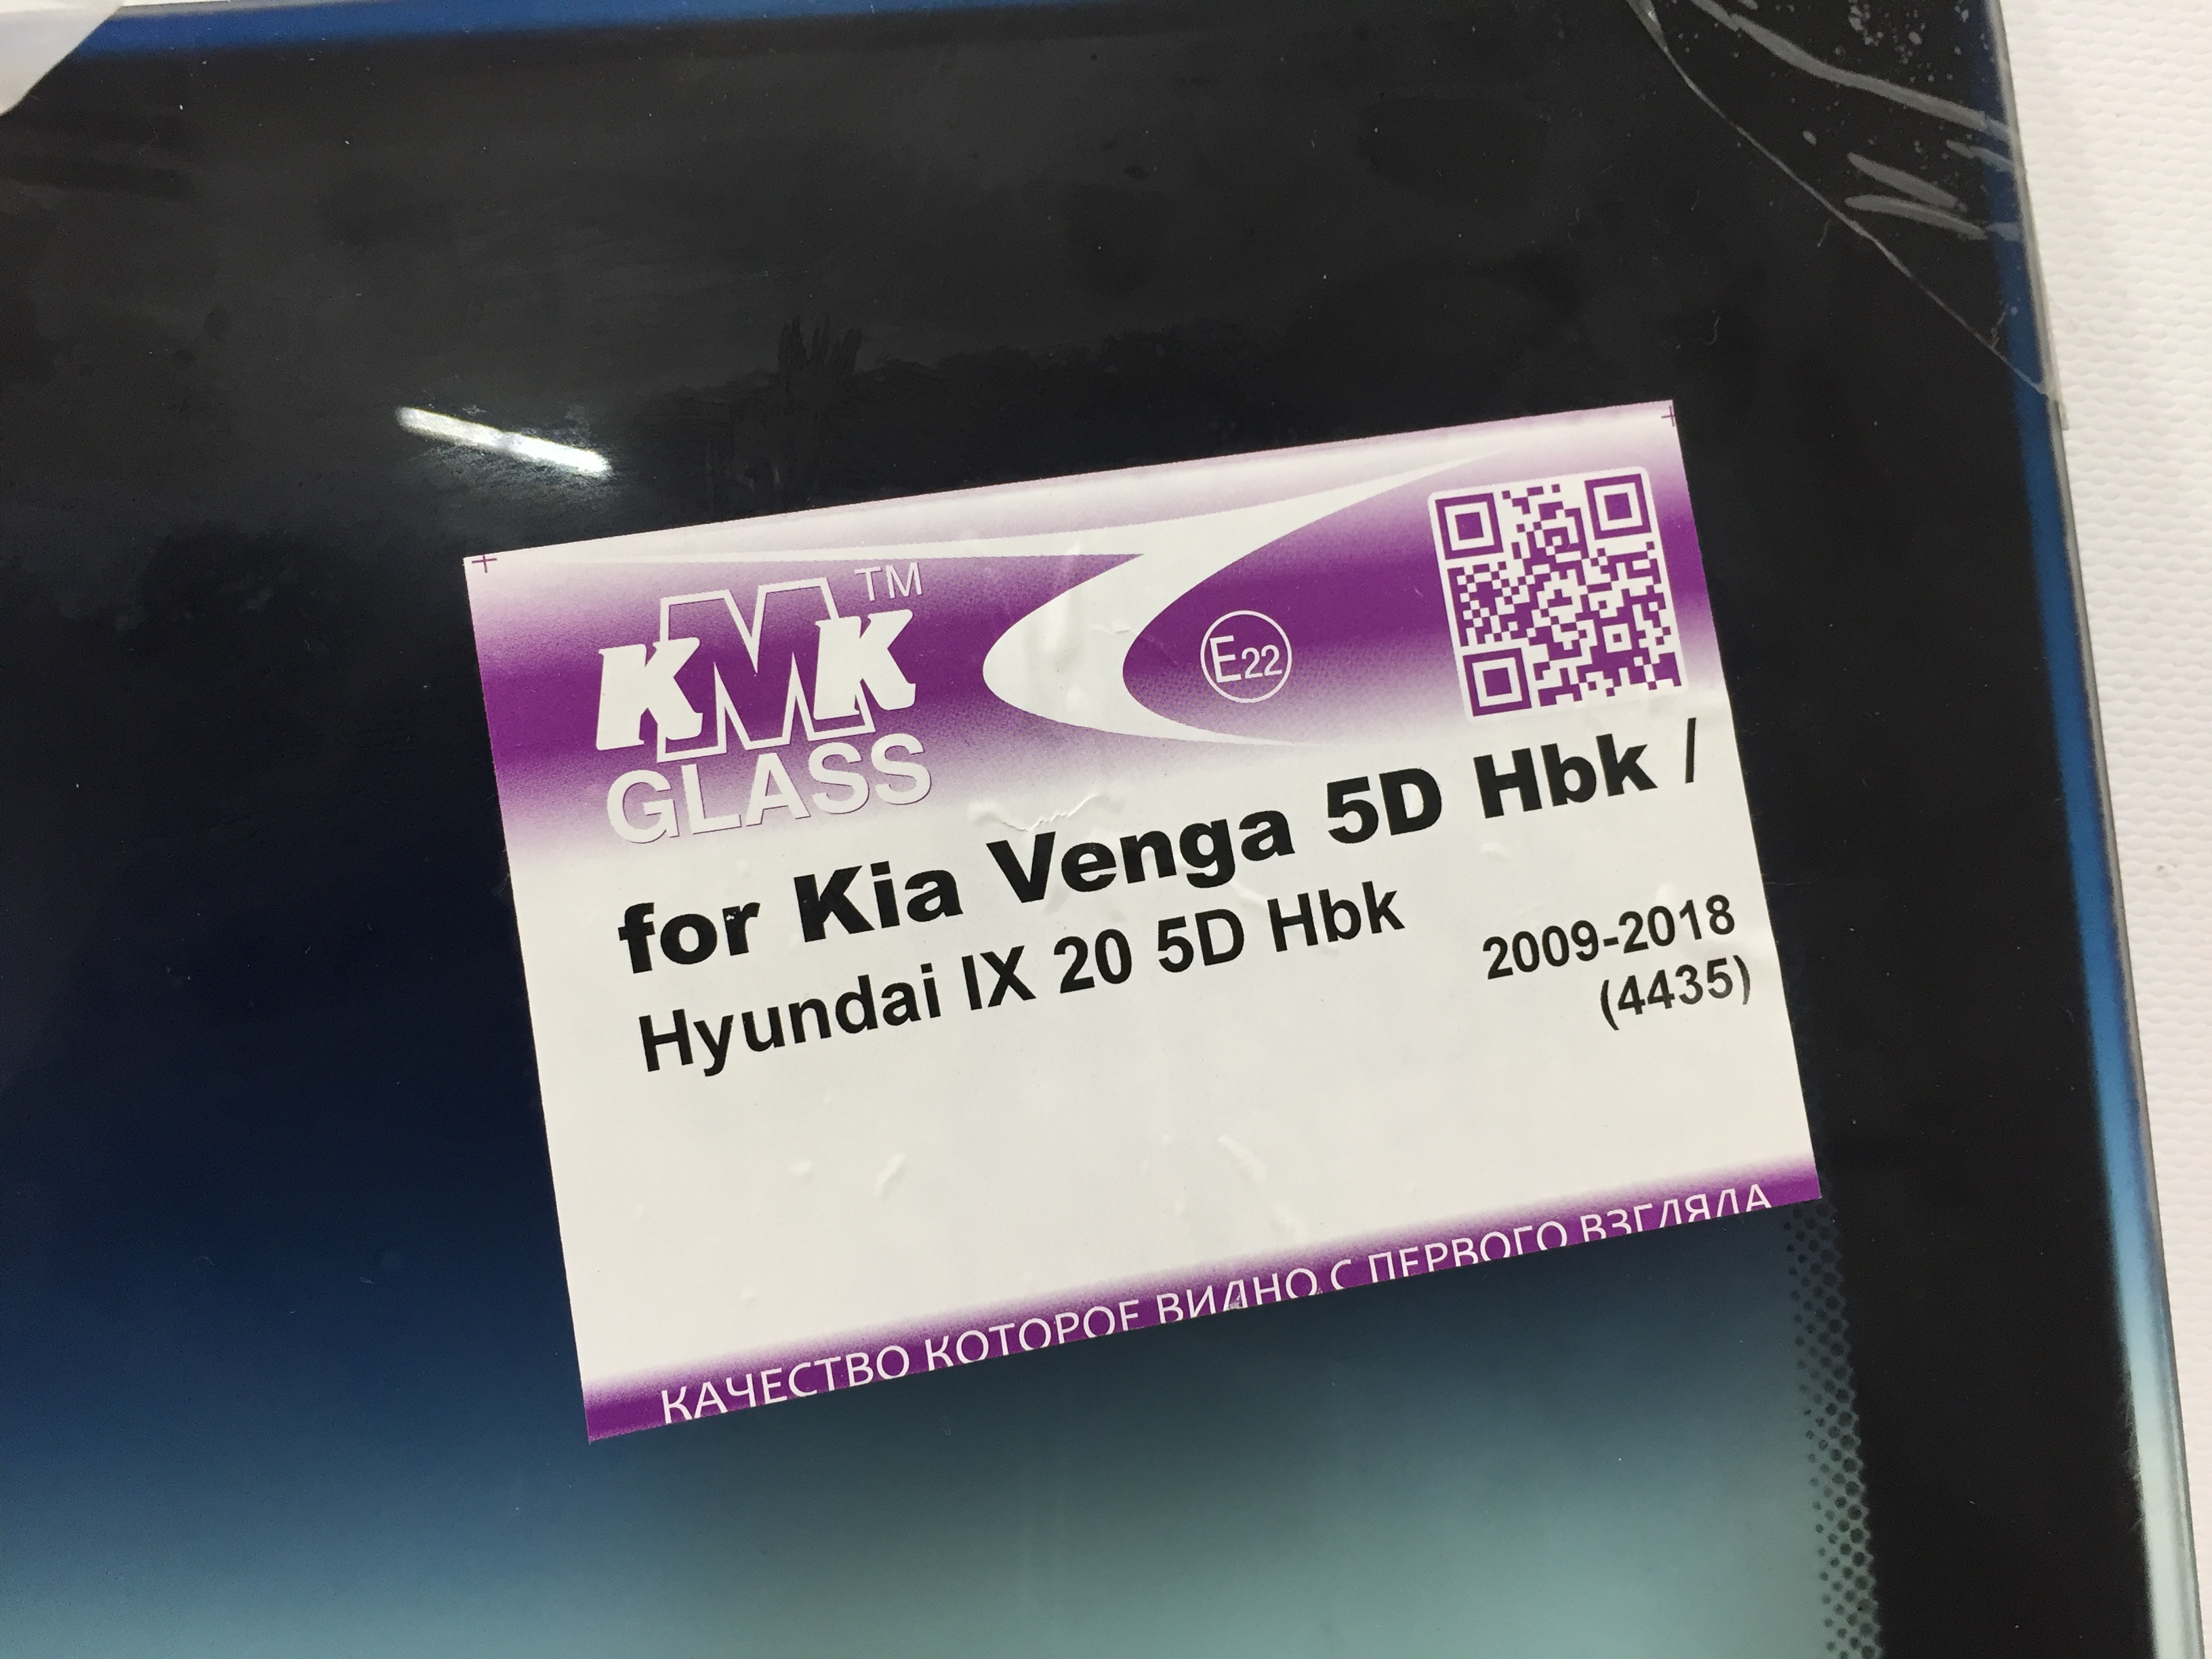 KMK™
GLASS
E22
for Kia Venga 5D Hbk /
Hyundai IX 20 5D Hbk
2009-2018
(4435)
КАЧЕСТВО КОТОРОЕ ВИДНО С ПЕРВОГО ВЗГЛЯДА